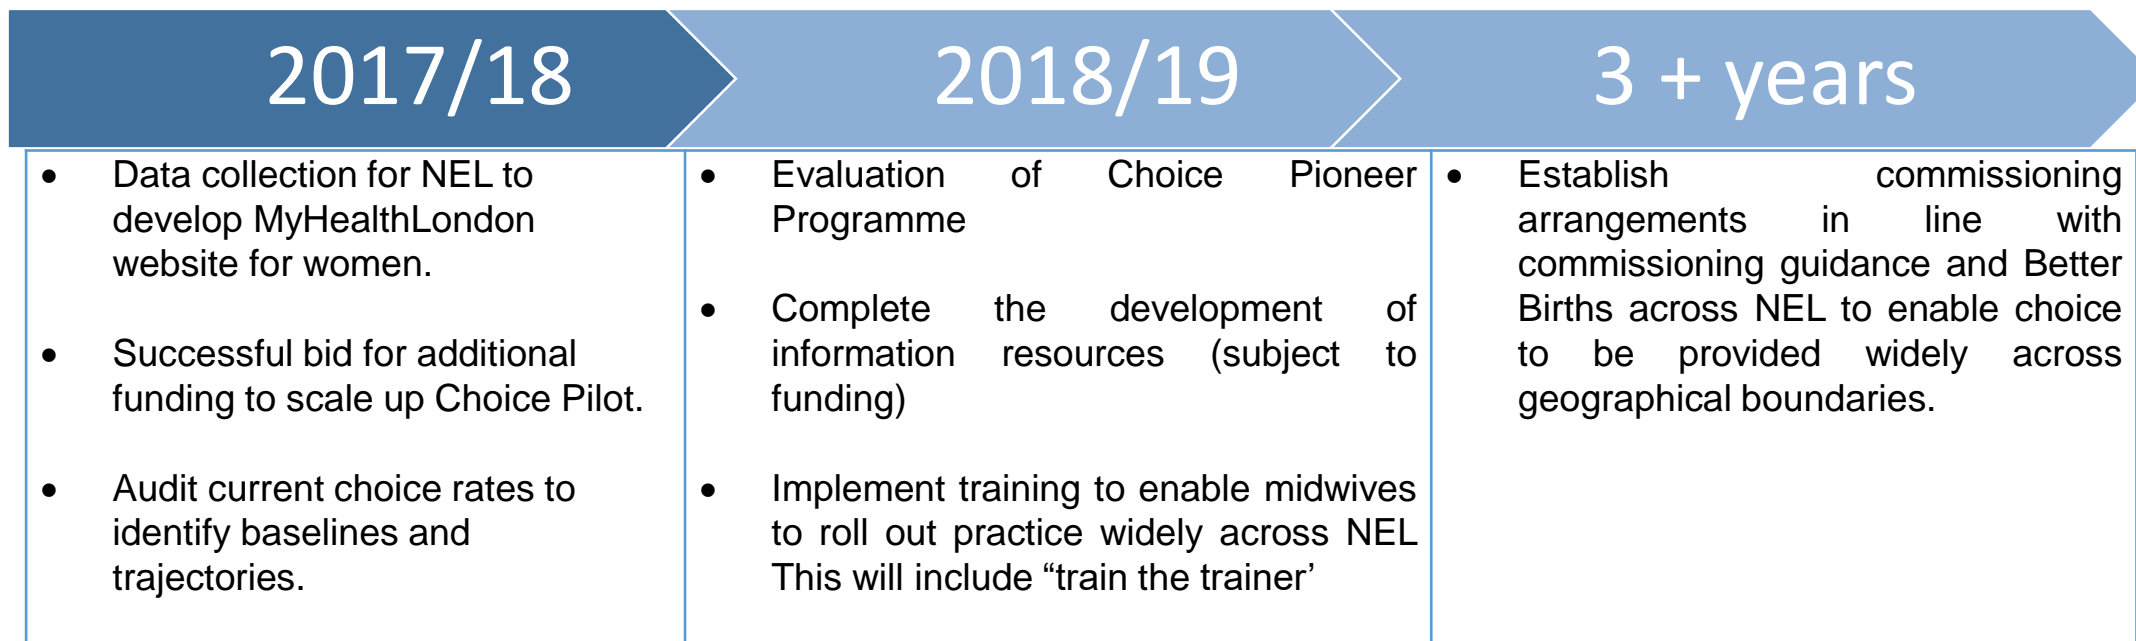 2017/18
2018/19
3 + years
• Data collection for NEL to
develop MyHealthLondon
website for women.
• Successful bid for additional
funding to scale up Choice Pilot.
• Audit current choice rates to
identify baselines and
trajectories.
• Evaluation of Choice Pioneer
Programme
• Complete the development of
information resources (subject to
funding)
• Implement training to enable midwives
to roll out practice widely across NEL
This will include “train the trainer’
• Establish commissioning
arrangements in line with
commissioning guidance and Better
Births across NEL to enable choice
to be provided widely across
geographical boundaries.